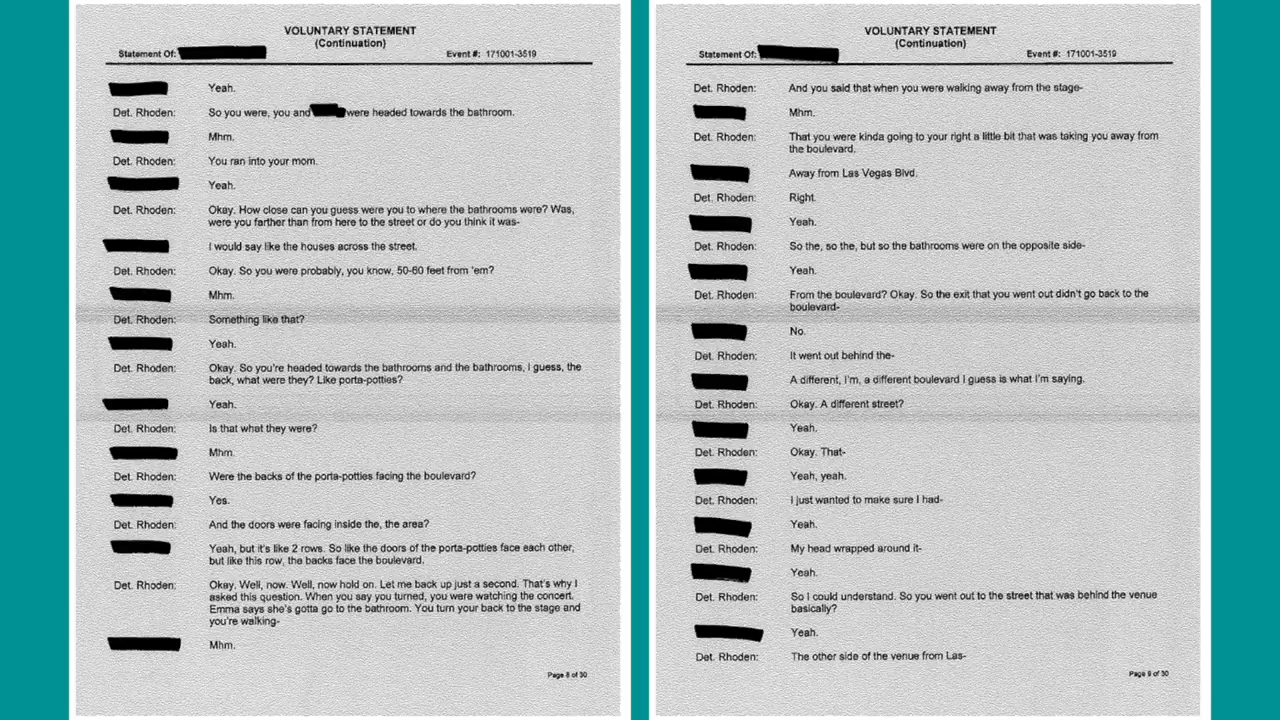 VOLUNTARY STATEMENT
(Continuation)
Statement Of:
Event #: 171001-3519
Yeah.
Det. Rhoden: So you were, you and were headed towards the bathroom.
Mhm.
Det. Rhoden: You ran into your mom.
Yeah.
Det. Rhoden: Okay. How close can you guess were you to where the bathrooms were? Was,
were you farther than from here to the street or do you think it was-
I would say like the houses across the street.
Det. Rhoden: Okay. So you were probably, you know, 50-60 feet from 'em?
Mhm.
Det. Rhoden: Something like that?
Yeah.
Det. Rhoden: Okay. So you're headed towards the bathrooms and the bathrooms, I guess, the
back, what were they? Like porta-potties?
Yeah.
Det. Rhoden: Is that what they were?
Mhm.
Det. Rhoden: Were the backs of the porta-potties facing the boulevard?
Yes.
Det. Rhoden: And the doors were facing inside the, the area?
Yeah, but it's like 2 rows. So like the doors of the porta-potties face each other,
but like this row, the backs face the boulevard.
Det. Rhoden: Okay. Well, now. Well, now hold on. Let me back up just a second. That's why I
asked this question. When you say you turned, you were watching the concert.
Emma says she's gotta go to the bathroom. You turn your back to the stage and
you're walking-
Mhm.
Page 8 of 30
VOLUNTARY STATEMENT
(Continuation)
Statement Of:
Event #: 171001-3519
Det. Rhoden: And you said that when you were walking away from the stage-
Mhm.
Det. Rhoden: That you were kinda going to your right a little bit that was taking you away from
the boulevard.
Away from Las Vegas Blvd.
Det. Rhoden: Right.
Yeah.
Det. Rhoden: So the, so the, but so the bathrooms were on the opposite side-
Yeah.
Det. Rhoden: From the boulevard? Okay. So the exit that you went out didn't go back to the
boulevard-
No.
Det. Rhoden: It went out behind the-
A different, I'm, a different boulevard I guess is what I'm saying.
Det. Rhoden: Okay. A different street?
Yeah.
Det. Rhoden: Okay. That-
Yeah, yeah.
Det. Rhoden: I just wanted to make sure I had-
Yeah.
Det. Rhoden: My head wrapped around it-
Yeah.
Det. Rhoden: So I could understand. So you went out to the street that was behind the venue
basically?
Yeah.
Det. Rhoden: The other side of the venue from Las-
Page 9 of 30